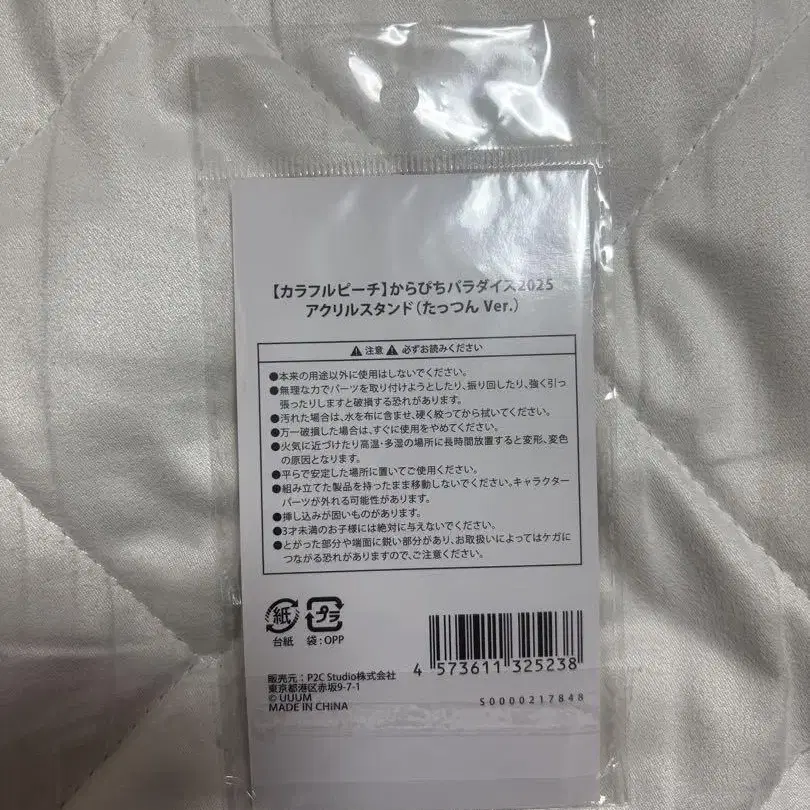 【カラフルピーチ】からぴちパラダイス2025
アクリルスタンド（たっつん Ver.）
⚠ 注意 ⚠ 必ずお読みください
●本来の用途以外に使用はしないでください。
●無理な力でパーツを取り付けようとしたり、振り回したり、強く引っ
張ったりしますと破損する恐れがあります。
●汚れた場合は、水を布に含ませ、硬く絞ってから拭いてください。
●万一破損した場合は、すぐに使用をやめてください。
●火気に近づけたり高温・多湿の場所に長時間放置すると変形、変色
の原因となります。
●平らで安定した場所に置いてご使用ください。
●組み立てた製品を持ったまま移動しないでください。キャラクター
パーツが外れる可能性があります。
●挿し込みが固いものがあります。
●3才未満のお子様には絶対に与えないでください。
●とがった部分や端面に鋭い部分があり、お取扱いによってはケガに
つながる恐れがありますので、ご注意ください。
紙 プラ
台紙 袋：OPP
4 573611 325238
販売元：P2C Studio株式会社
東京都港区赤坂9-7-1
© UUUM
MADE IN CHINA
S0000217848